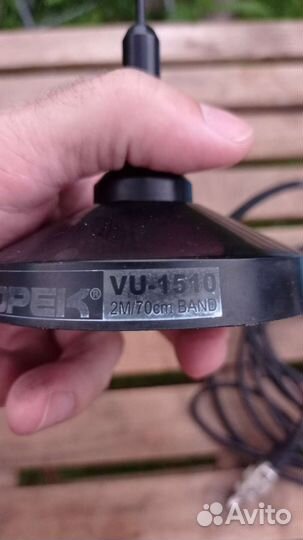 OPEK® VU-1510
2M/70cm BAND
Avito